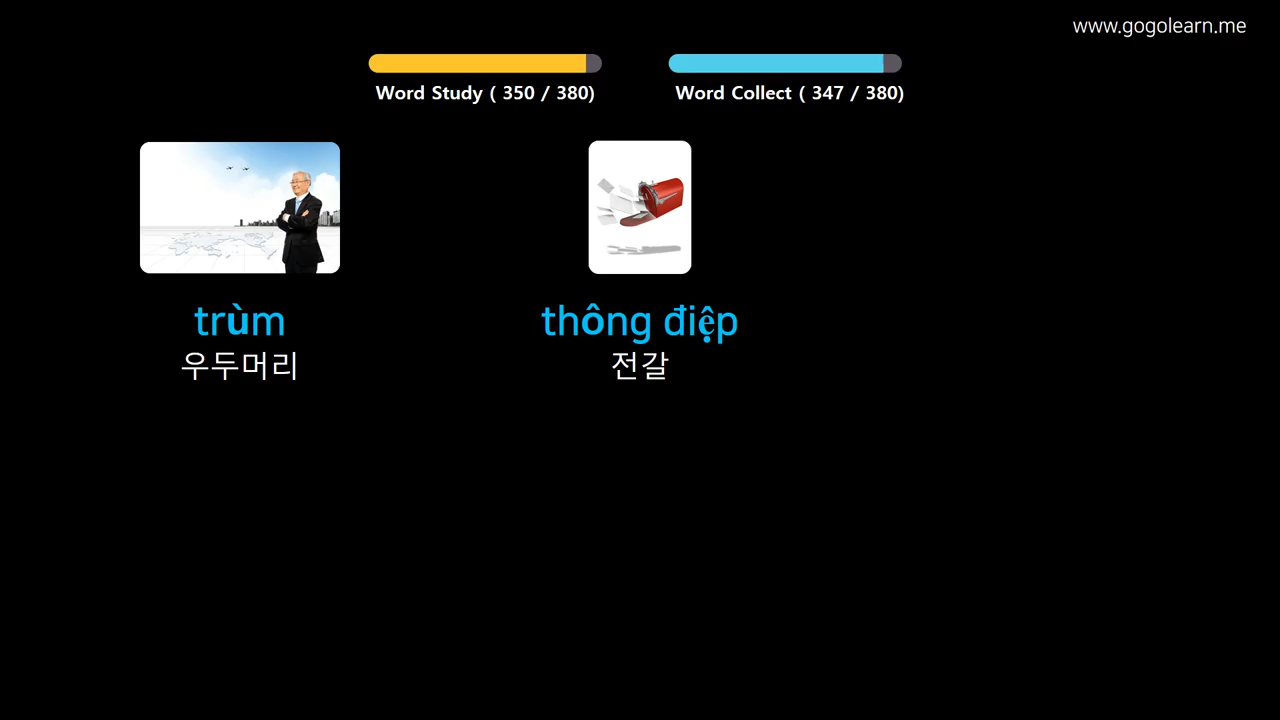 www.gogolearn.me
Word Study ( 350 / 380)
Word Collect ( 347 / 380)
trùm
우두머리
thông điệp
전갈